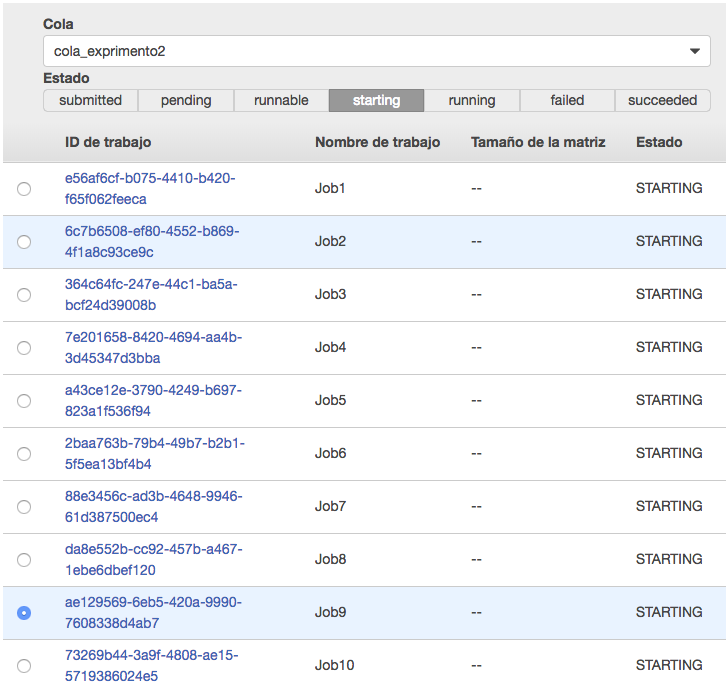 Cola
cola_exprimento2
Estado
submitted pending runnable starting running failed succeeded
ID de trabajo Nombre de trabajo Tamaño de la matriz Estado
e56af6cf-b075-4410-b420-
f65f062feeca Job1 -- STARTING
6c7b6508-ef80-4552-b869-
4f1a8c93ce9c Job2 -- STARTING
364c64fc-247e-44c1-ba5a-
bcf24d39008b Job3 -- STARTING
7e201658-8420-4694-aa4b-
3d45347d3bba Job4 -- STARTING
a43ce12e-3790-4249-b697-
823a1f536f94 Job5 -- STARTING
2baa763b-79b4-49b7-b2b1-
5f5ea13bf4b4 Job6 -- STARTING
88e3456c-ad3b-4648-9946-
61d387500ec4 Job7 -- STARTING
da8e552b-cc92-457b-a467-
1ebe6dbef120 Job8 -- STARTING
ae129569-6eb5-420a-9990-
7608338d4ab7 Job9 -- STARTING
73269b44-3a9f-4808-ae15-
5719386024e5 Job10 -- STARTING